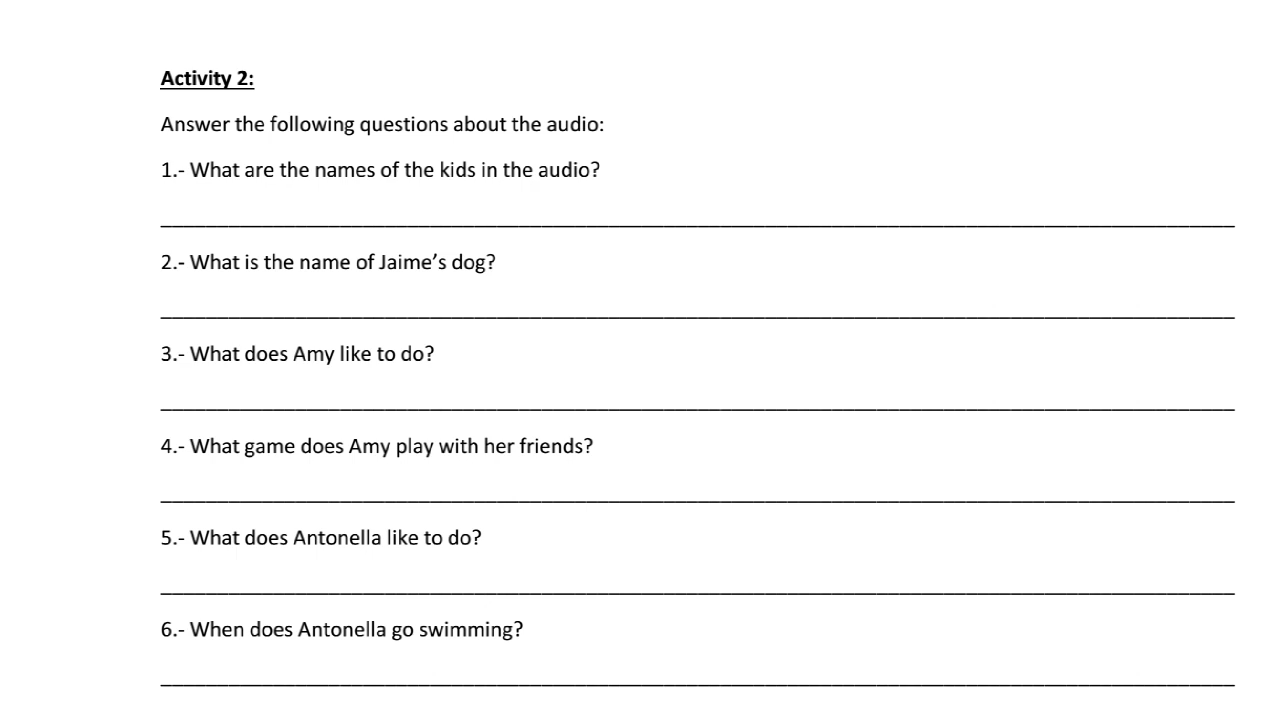 Activity 2:
Answer the following questions about the audio:
1.- What are the names of the kids in the audio?
2.- What is the name of Jaime’s dog?
3.- What does Amy like to do?
4.- What game does Amy play with her friends?
5.- What does Antonella like to do?
6.- When does Antonella go swimming?